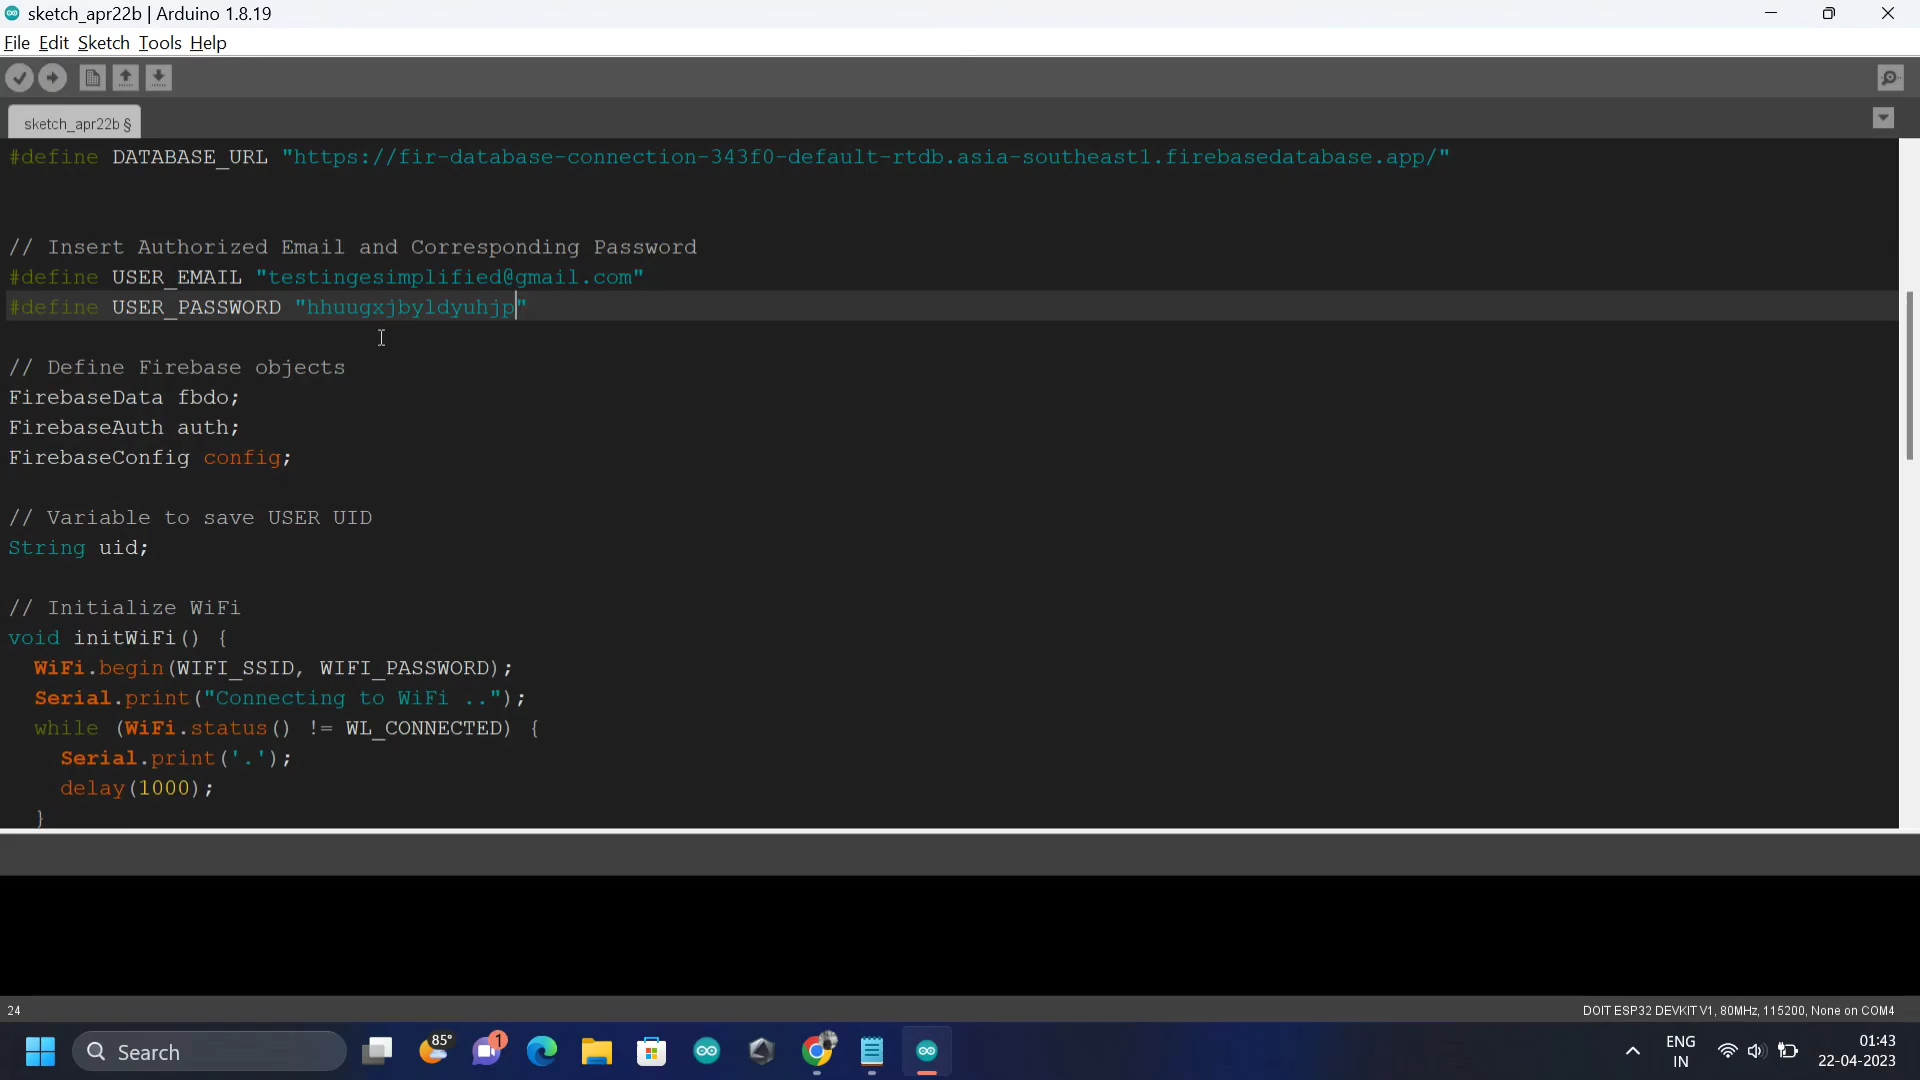 sketch_apr22b | Arduino 1.8.19
File Edit Sketch Tools Help
sketch_apr22b §
#define DATABASE_URL "https://fir-database-connection-343f0-default-rtdb.asia-southeast1.firebasedatabase.app/"
// Insert Authorized Email and Corresponding Password
#define USER_EMAIL "testingesimplified@gmail.com"
#define USER_PASSWORD "hhuugxjbyldyuhjp"
// Define Firebase objects
FirebaseData fbdo;
FirebaseAuth auth;
FirebaseConfig config;
// Variable to save USER UID
String uid;
// Initialize WiFi
void initWiFi() {
WiFi.begin(WIFI_SSID, WIFI_PASSWORD);
Serial.print("Connecting to WiFi ..");
while (WiFi.status() != WL_CONNECTED) {
Serial.print('.');
delay(1000);
}
24
DOIT ESP32 DEVKIT V1, 80MHz, 115200, None on COM4
Search
85°
1
ENG
IN
01:43
22-04-2023